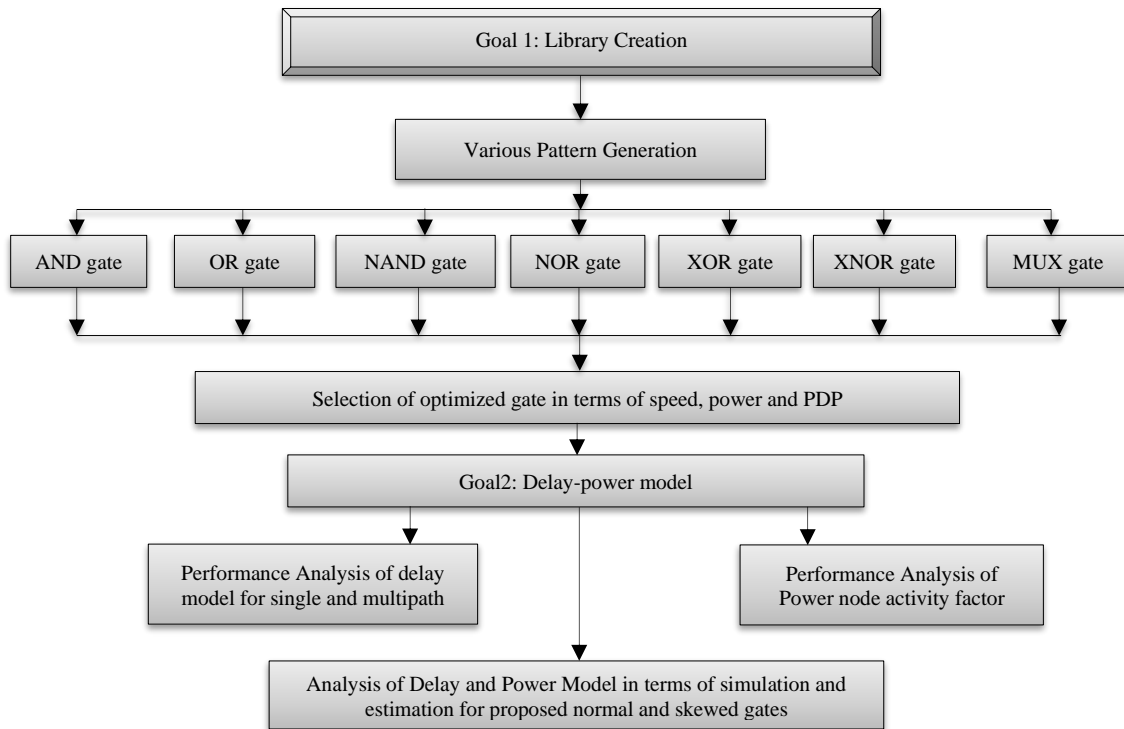 Goal 1: Library Creation
Various Pattern Generation
AND gate
OR gate
NAND gate
NOR gate
XOR gate
XNOR gate
MUX gate
Selection of optimized gate in terms of speed, power and PDP
Goal2: Delay-power model
Performance Analysis of delay
model for single and multipath
Performance Analysis of
Power node activity factor
Analysis of Delay and Power Model in terms of simulation and
estimation for proposed normal and skewed gates